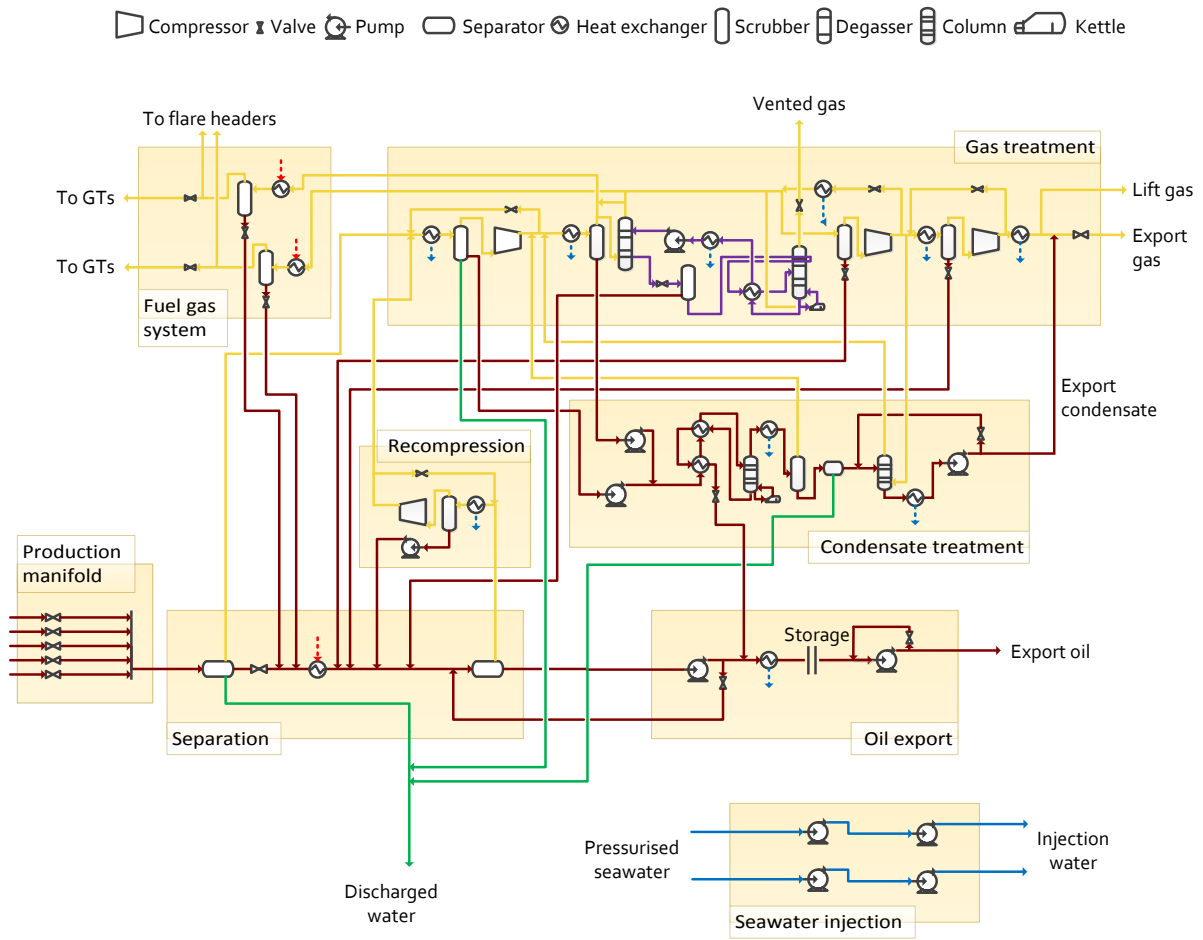 Compressor Valve Pump Separator Heat exchanger Scrubber Degasser Column Kettle
Vented gas
To flare headers
Gas treatment
To GTs
Lift gas
To GTs
Export
gas
Fuel gas
system
Export
condensate
Recompression
Production
manifold
Condensate treatment
Storage
Export oil
Separation
Oil export
Pressurised
seawater
Injection
water
Discharged
water
Seawater injection